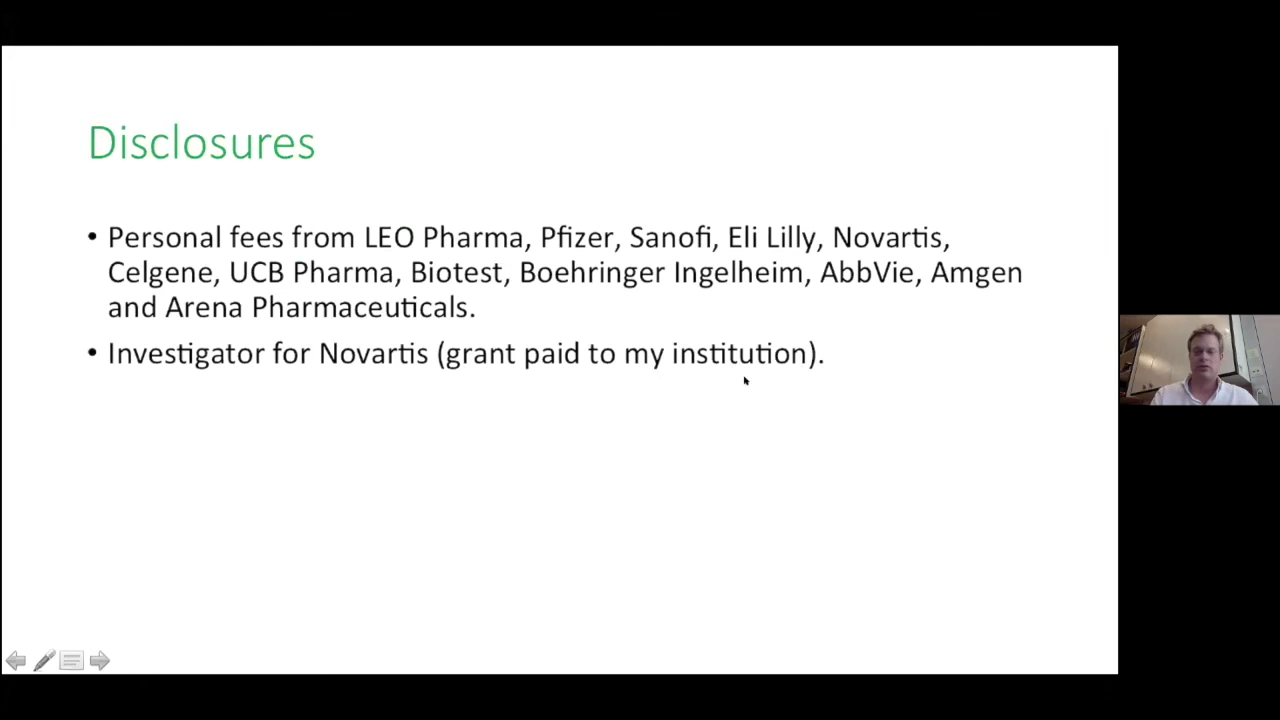 Disclosures
• Personal fees from LEO Pharma, Pfizer, Sanofi, Eli Lilly, Novartis,
Celgene, UCB Pharma, Biotest, Boehringer Ingelheim, AbbVie, Amgen
and Arena Pharmaceuticals.
• Investigator for Novartis (grant paid to my institution).